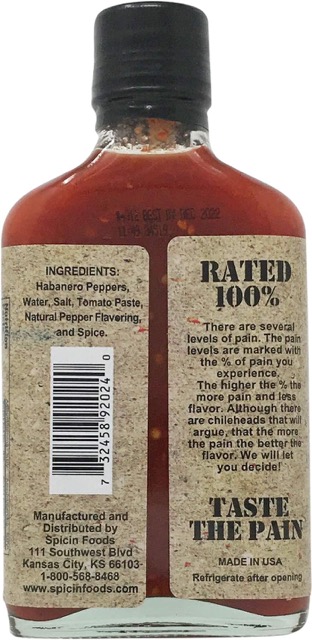 BEST BY DEC 2020
INGREDIENTS:
Habanero Peppers,
Water, Salt, Tomato Paste,
Natural Pepper Flavoring,
and Spice.
7 32458 92024 0
Manufactured and
Distributed by
Spicin Foods
111 Southwest Blvd
Kansas City, KS 66103-
1-800-568-8468
www.spicinfoods.com
RATED
100%
There are several
levels of pain. The pain
levels are marked with
the % of pain you
experience.
The higher the % the
more pain and less
flavor. Although there
are chileheads that will
argue, that the more
the pain the better the
flavor. We will let
you decide!
TASTE
THE PAIN
MADE IN USA
Refrigerate after opening